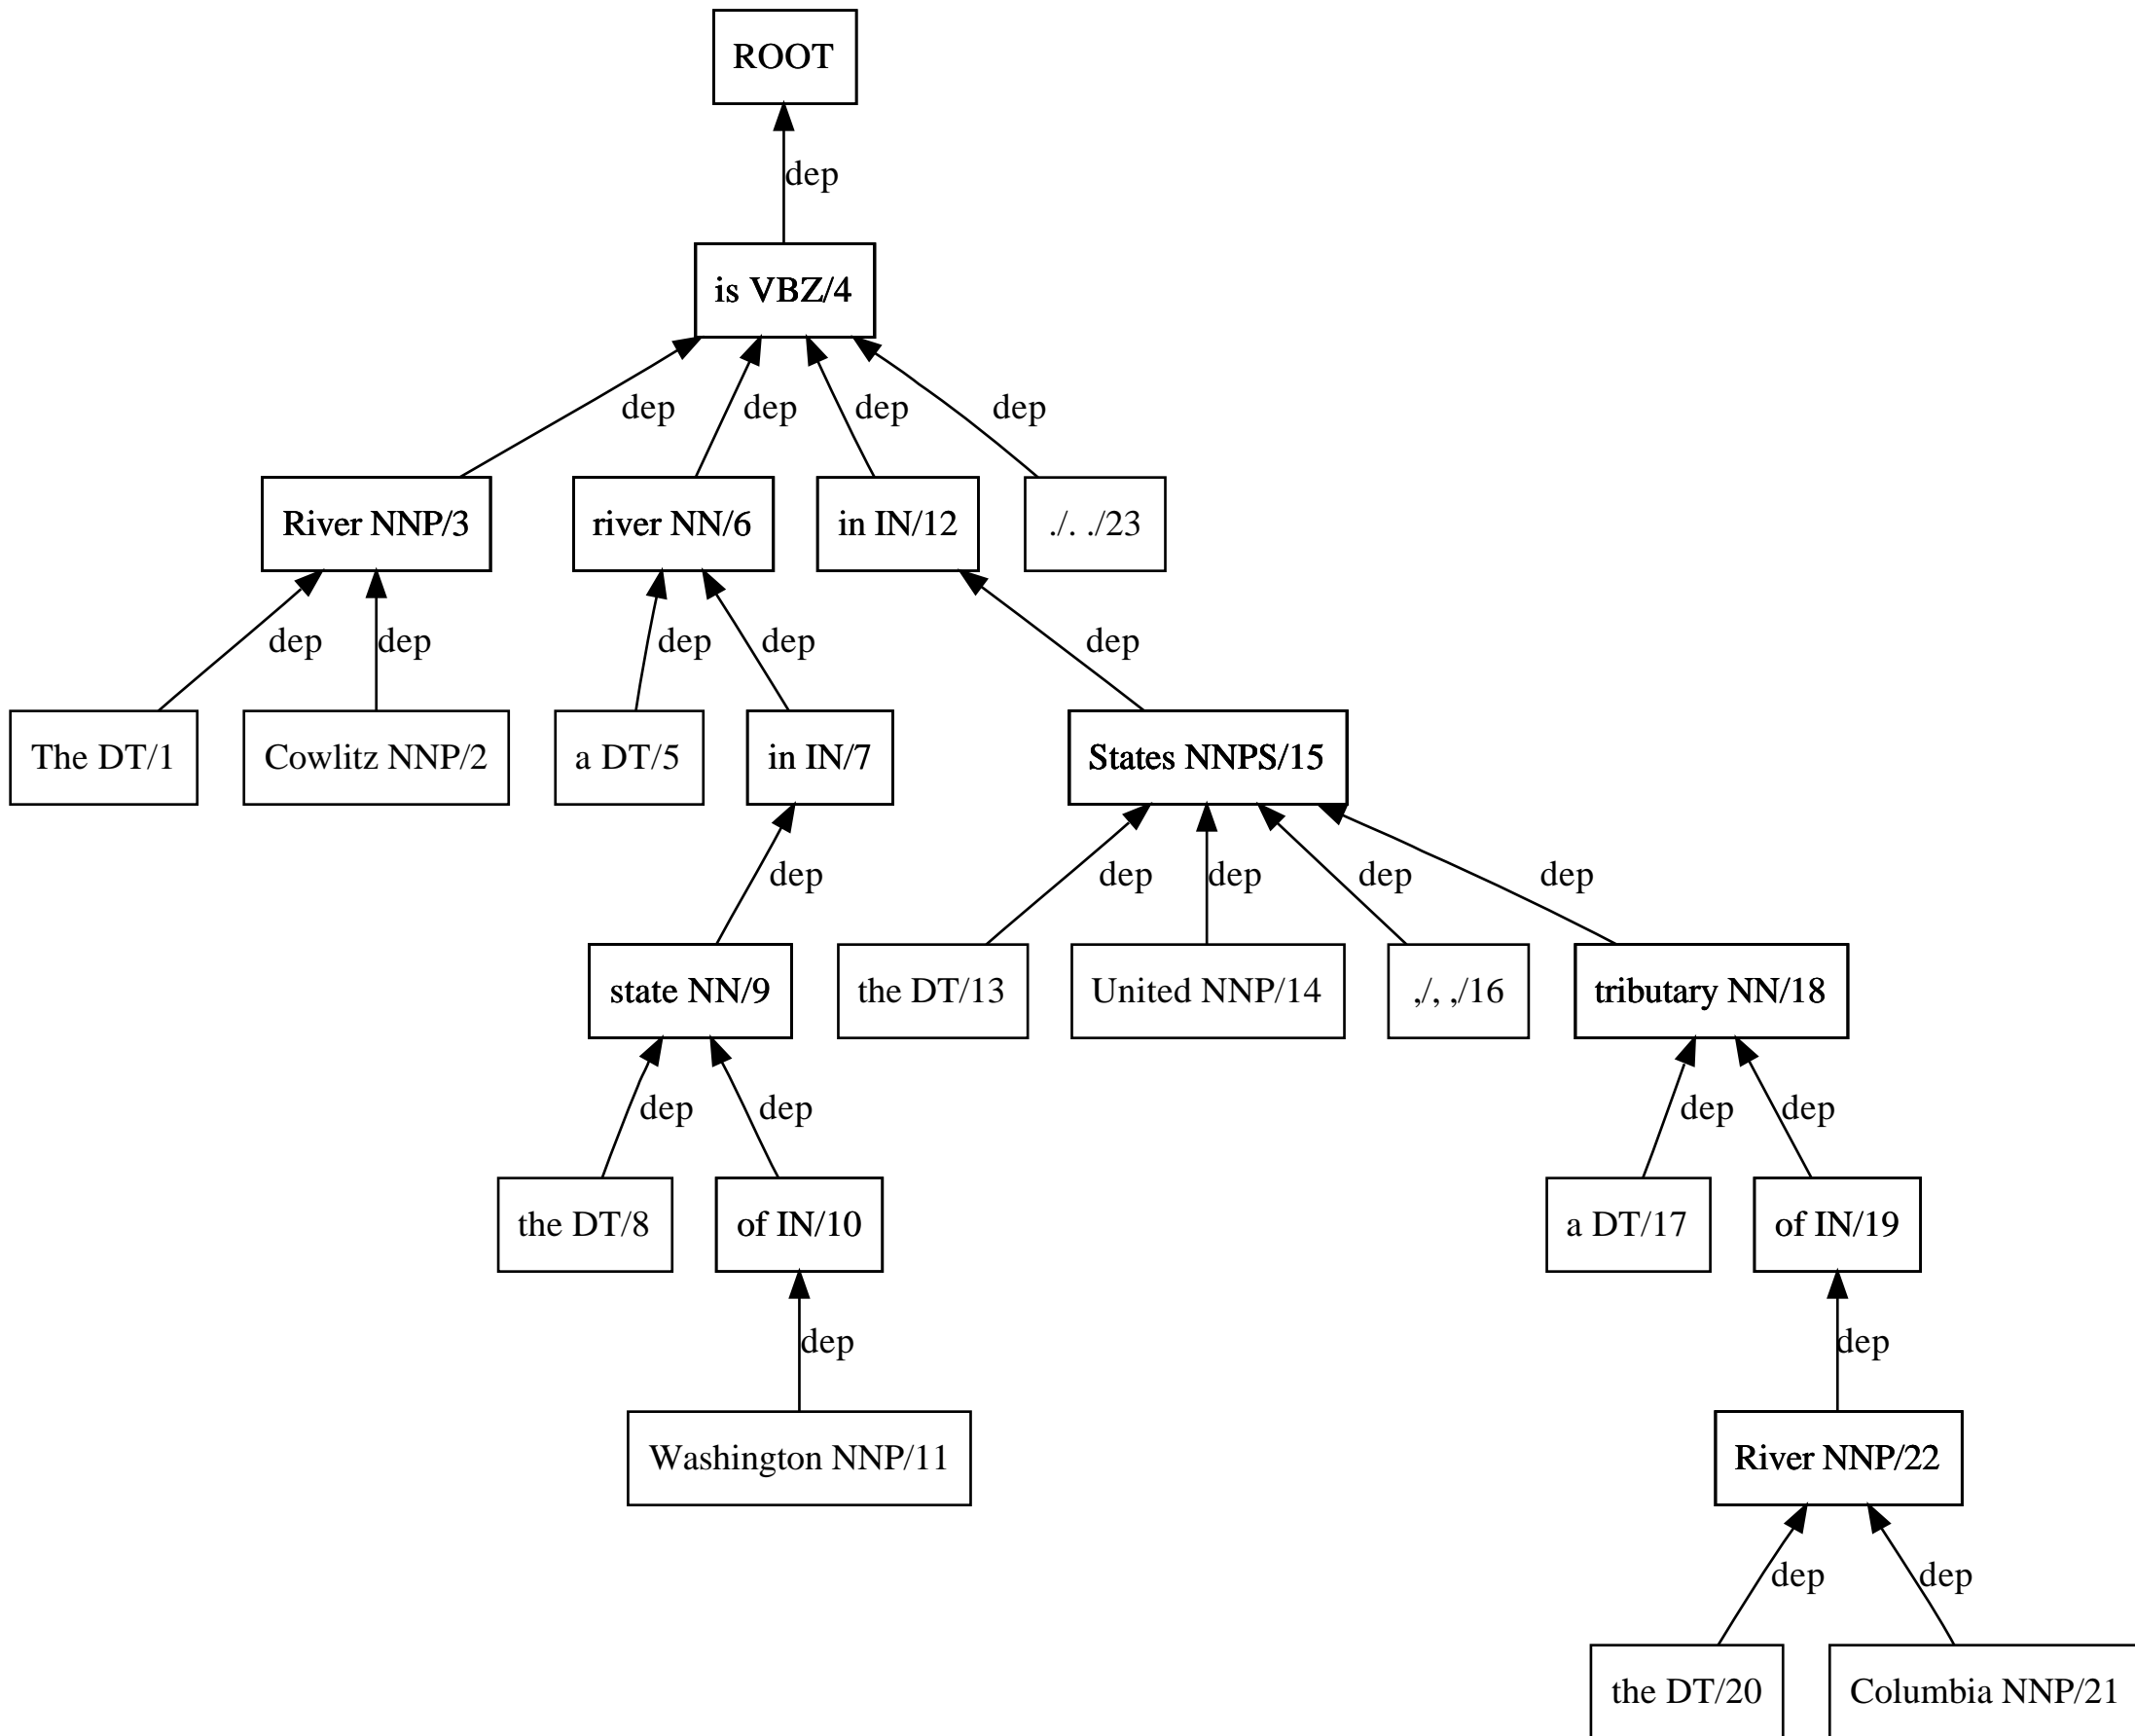 ROOT
dep
is VBZ/4
dep dep dep dep
River NNP/3 river NN/6 in IN/12 ./. ./23
dep dep dep dep dep
The DT/1 Cowlitz NNP/2 a DT/5 in IN/7 States NNPS/15
dep dep dep dep dep
state NN/9 the DT/13 United NNP/14 ,/, ,/16 tributary NN/18
dep dep dep dep
the DT/8 of IN/10 a DT/17 of IN/19
dep dep
Washington NNP/11 River NNP/22
dep dep
the DT/20 Columbia NNP/21